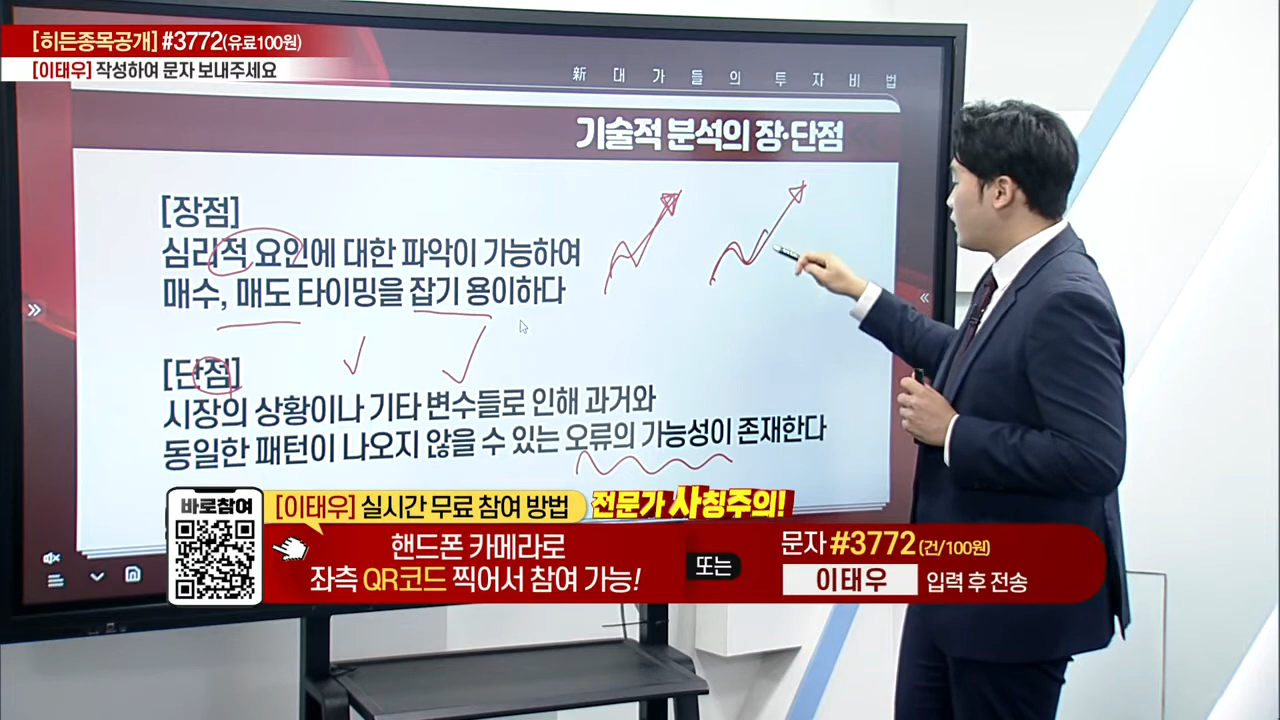 [히든종목공개] #3772(유료100원)
[이태우] 작성하여 문자 보내주세요
新 대가들의 투자비법
기술적 분석의 장·단점
[장점]
심리적 요인에 대한 파악이 가능하여
매수, 매도 타이밍을 잡기 용이하다
[단점]
시장의 상황이나 기타 변수들로 인해 과거와
동일한 패턴이 나오지 않을 수 있는 오류의 가능성이 존재한다
바로참여
[이태우] 실시간 무료 참여 방법
전문가 사칭주의!
핸드폰 카메라로
좌측 QR코드 찍어서 참여 가능!
또는
문자 #3772 (건/100원)
이태우 입력 후 전송